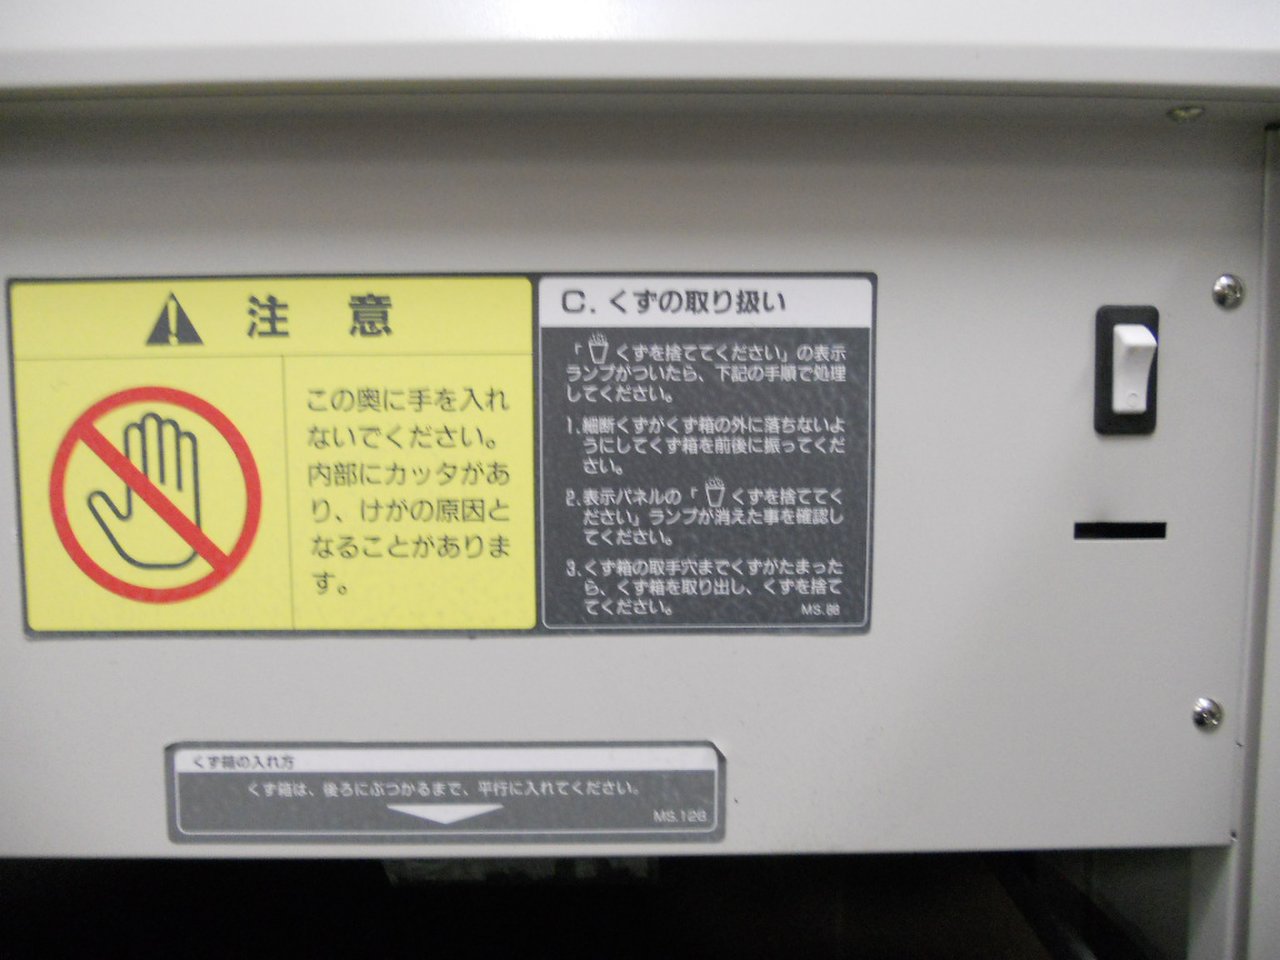 注意
この奥に手を入れ
ないでください。
内部にカッタがあ
り、けがの原因と
なることがありま
す。
C. くずの取り扱い
「くずを捨ててください」の表示
ランプがついたら、下記の手順で処理
してください。
1.細断くずがくず箱の外に落ちないよ
うにしてくず箱を前後に振ってくだ
さい。
2.表示パネルの「くずを捨ててく
ださい」ランプが消えた事を確認し
てください。
3.くず箱の取手穴までくずがたまった
ら、くず箱を取り出し、くずを捨て
てください。
くず箱の入れ方
くず箱は、後ろにぶつかるまで、平行に入れてください。